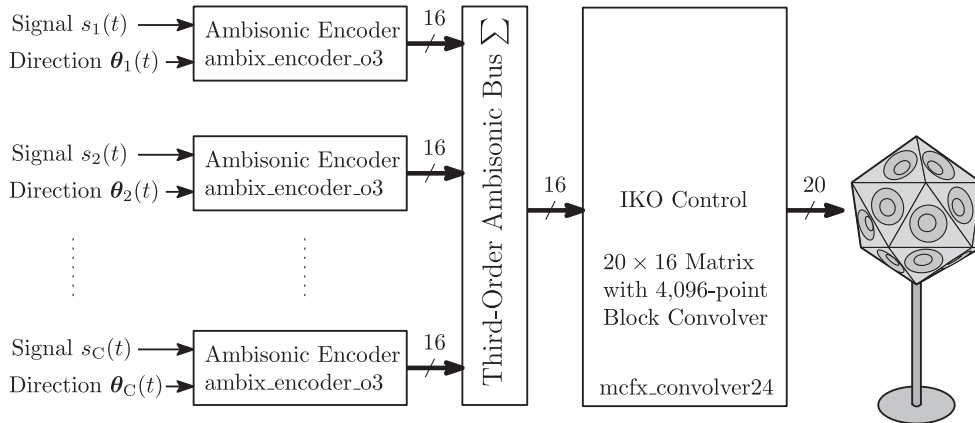 Signal s₁(t)
Direction θ₁(t)
Ambisonic Encoder
ambix_encoder_o3
16
Signal s₂(t)
Direction θ₂(t)
Ambisonic Encoder
ambix_encoder_o3
16
Signal s_C(t)
Direction θ_C(t)
Ambisonic Encoder
ambix_encoder_o3
16
Third-Order Ambisonic Bus ∑
16
IKO Control
20 × 16 Matrix
with 4,096-point
Block Convolver
mcfx_convolver24
20